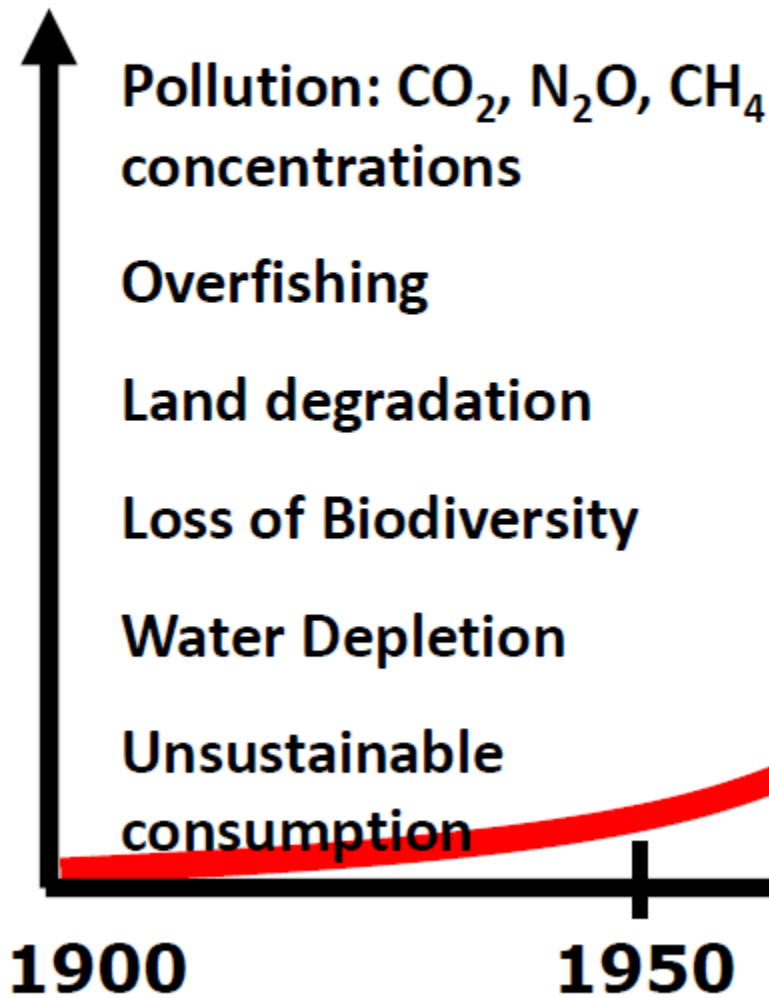 Pollution: CO₂, N₂O, CH₄
concentrations
Overfishing
Land degradation
Loss of Biodiversity
Water Depletion
Unsustainable
consumption
1900 1950